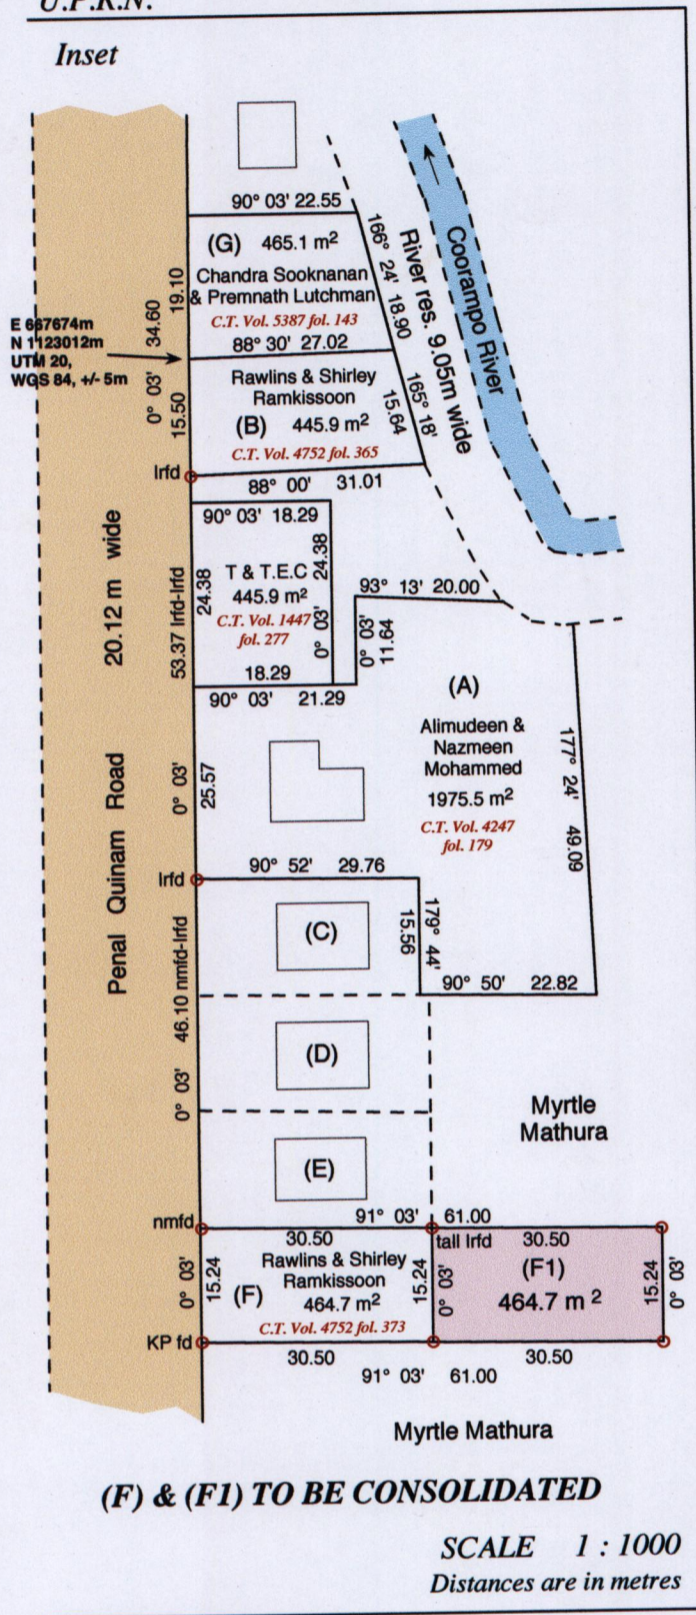 U.P.R.N.
Inset
90° 03' 22.55
(G) 465.1 m2
Chandra Sooknanan
& Premnath Lutchman
C.T. Vol. 5387 fol. 143
19.10
34.60
0° 03'
166° 24' 18.90
River res. 9.05m wide
Coorampo River
E 667674m
N 1123012m
UTM 20,
WGS 84, +/- 5m
88° 30' 27.02
Rawlins & Shirley
Ramkissoon
(B) 445.9 m2
C.T. Vol. 4752 fol. 365
15.50
165° 18'
15.64
Irfd
88° 00' 31.01
90° 03' 18.29
T & T.E.C
445.9 m2
C.T. Vol. 1447
fol. 277
24.38
0° 03' 24.38
18.29
90° 03' 21.29
53.37 Irfd-Irfd
0° 03'
93° 13' 20.00
0° 03'
11.64
(A)
Alimudeen &
Nazmeen
Mohammed
1975.5 m2
C.T. Vol. 4247
fol. 179
177° 24' 49.09
25.57
Penal Quinam Road 20.12 m wide
Irfd
90° 52' 29.76
(C)
15.56
179° 44'
90° 50' 22.82
0° 03' 46.10 nmfd-Irfd
(D)
Myrtle
Mathura
(E)
nmfd
91° 03' 61.00
30.50
tall Irfd 30.50
Rawlins & Shirley
Ramkissoon
(F) 464.7 m2
C.T. Vol. 4752 fol. 373
0° 03'
15.24
15.24
0° 03'
(F1)
464.7 m 2
15.24
0° 03'
KP fd
30.50
30.50
91° 03' 61.00
Myrtle Mathura
(F) & (F1) TO BE CONSOLIDATED
SCALE 1 : 1000
Distances are in metres